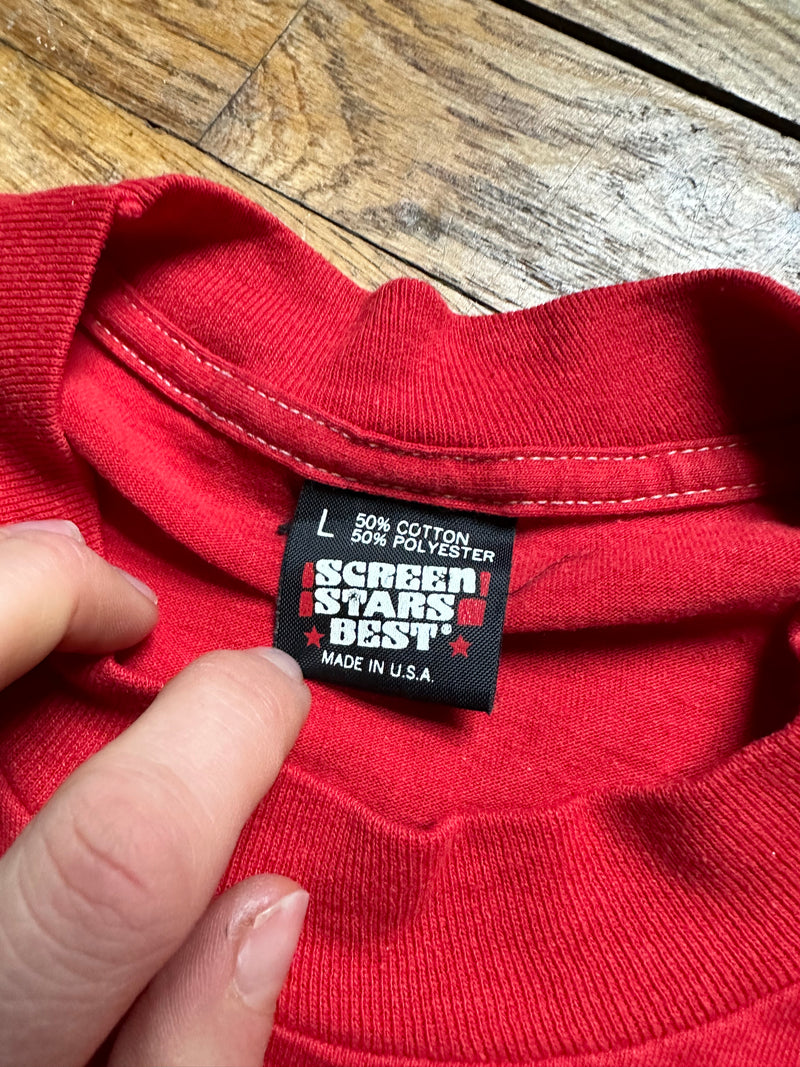 L 50% COTTON
50% POLYESTER
SCREEN
STARS
BEST®
MADE IN U.S.A.